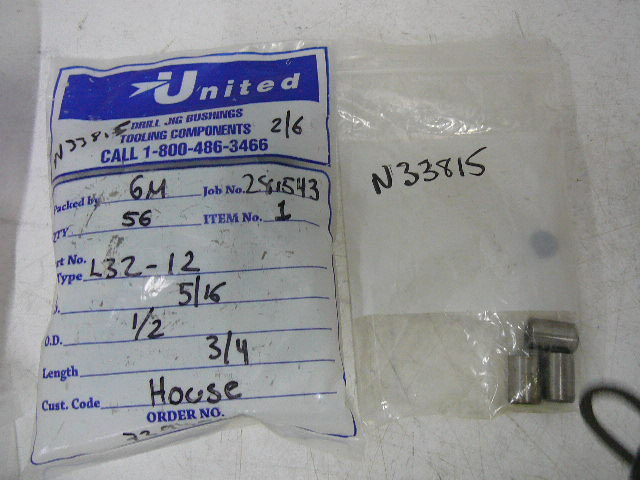 United
DRILL JIG BUSHINGS
TOOLING COMPONENTS
N33815 2/6
CALL 1-800-486-3466
Packed by 6M Job No.
QTY 56 ITEM No. 1
rt No.
Type L32-12
5/16
O.D. 1/2
Length 3/4
Cust. Code House
ORDER NO.
N33815